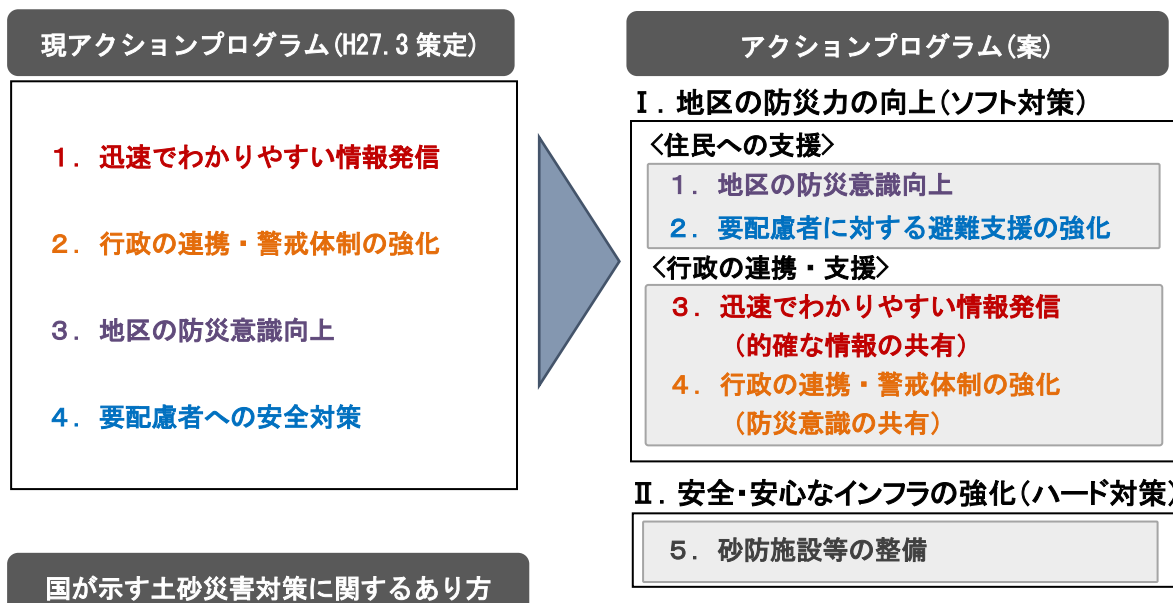 現アクションプログラム(H27.3 策定)
1. 迅速でわかりやすい情報発信
2. 行政の連携・警戒体制の強化
3. 地区の防災意識向上
4. 要配慮者への安全対策
国が示す土砂災害対策に関するあり方
アクションプログラム(案)
Ⅰ. 地区の防災力の向上(ソフト対策)
<住民への支援>
1. 地区の防災意識向上
2. 要配慮者に対する避難支援の強化
<行政の連携・支援>
3. 迅速でわかりやすい情報発信
(的確な情報の共有)
4. 行政の連携・警戒体制の強化
(防災意識の共有)
Ⅱ. 安全・安心なインフラの強化(ハード対策)
5. 砂防施設等の整備